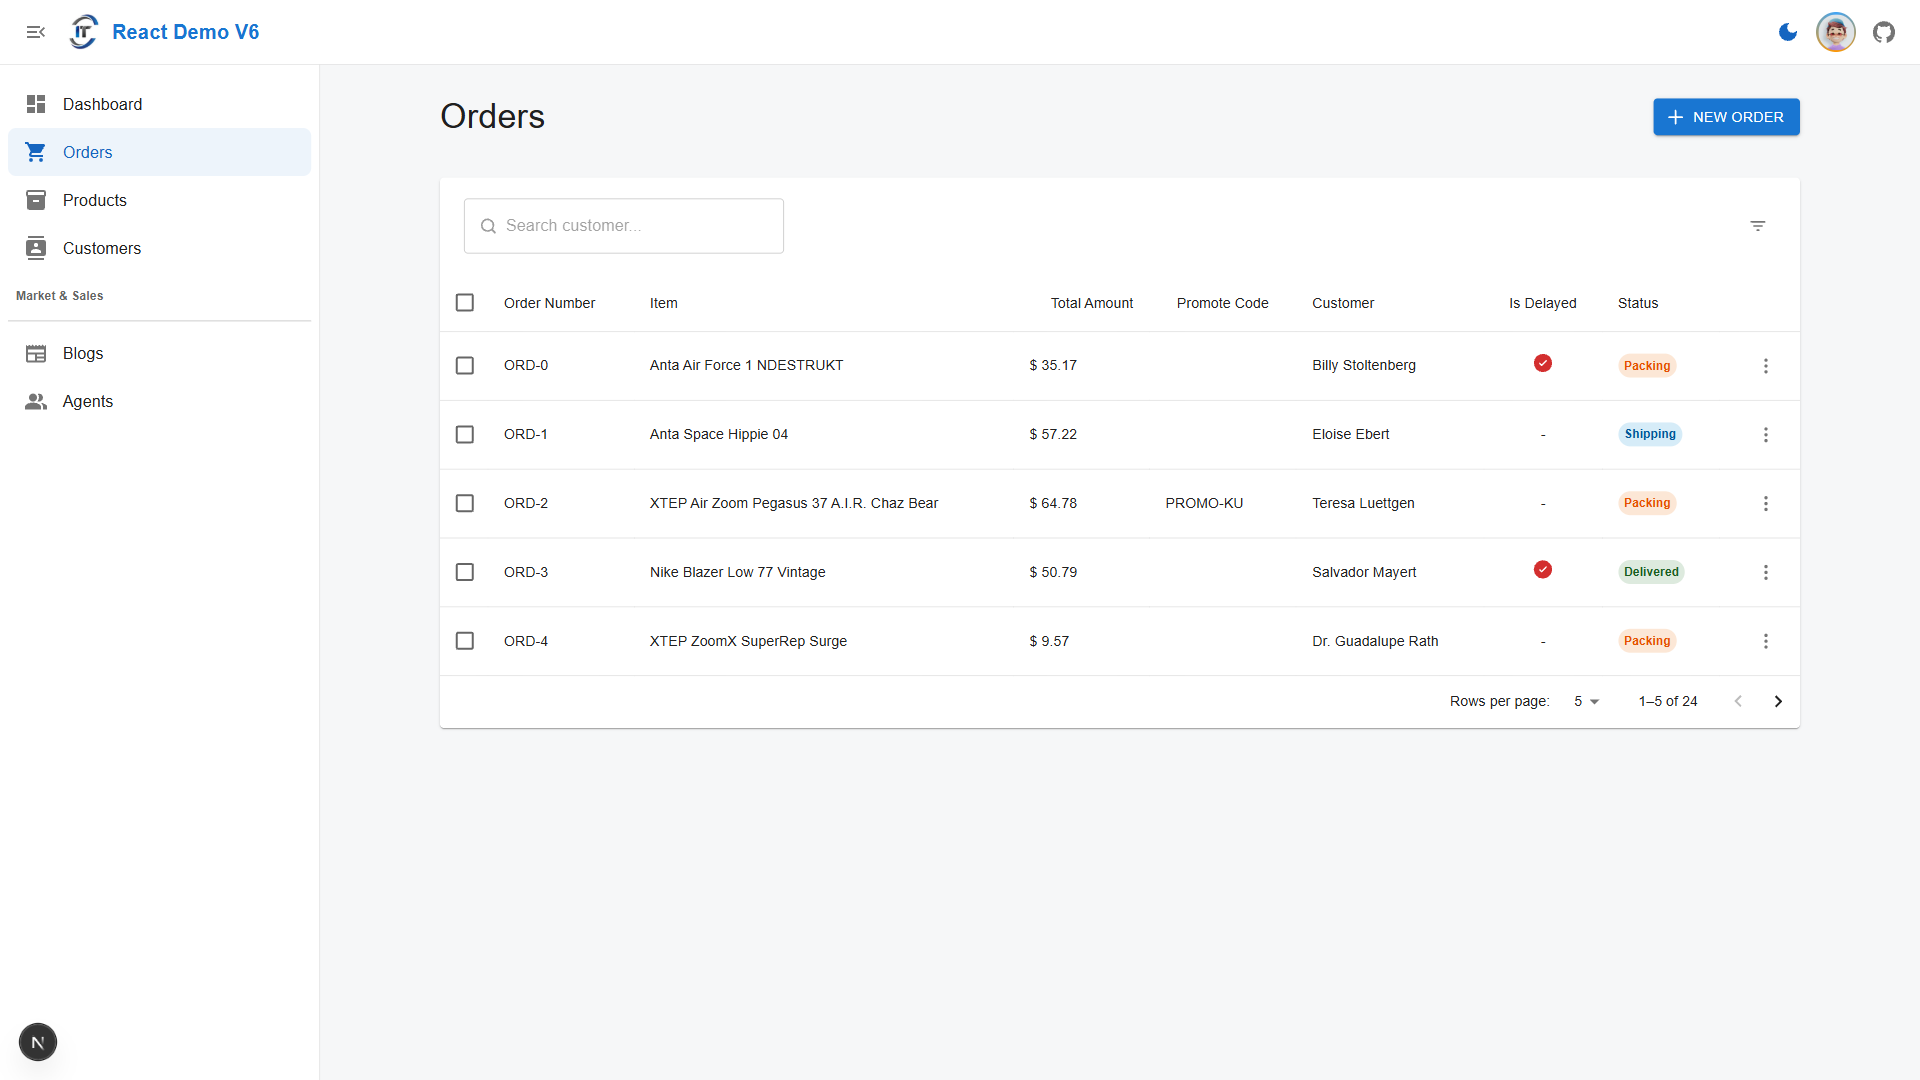 IT React Demo V6
Dashboard
Orders
Products
Customers
Market & Sales
Blogs
Agents
N
Orders
NEW ORDER
Search customer...
Order Number Item Total Amount Promote Code Customer Is Delayed Status
ORD-0 Anta Air Force 1 NDESTRUKT $ 35.17 Billy Stoltenberg Packing
ORD-1 Anta Space Hippie 04 $ 57.22 Eloise Ebert - Shipping
ORD-2 XTEP Air Zoom Pegasus 37 A.I.R. Chaz Bear $ 64.78 PROMO-KU Teresa Luettgen - Packing
ORD-3 Nike Blazer Low 77 Vintage $ 50.79 Salvador Mayert Delivered
ORD-4 XTEP ZoomX SuperRep Surge $ 9.57 Dr. Guadalupe Rath - Packing
Rows per page: 5 1–5 of 24